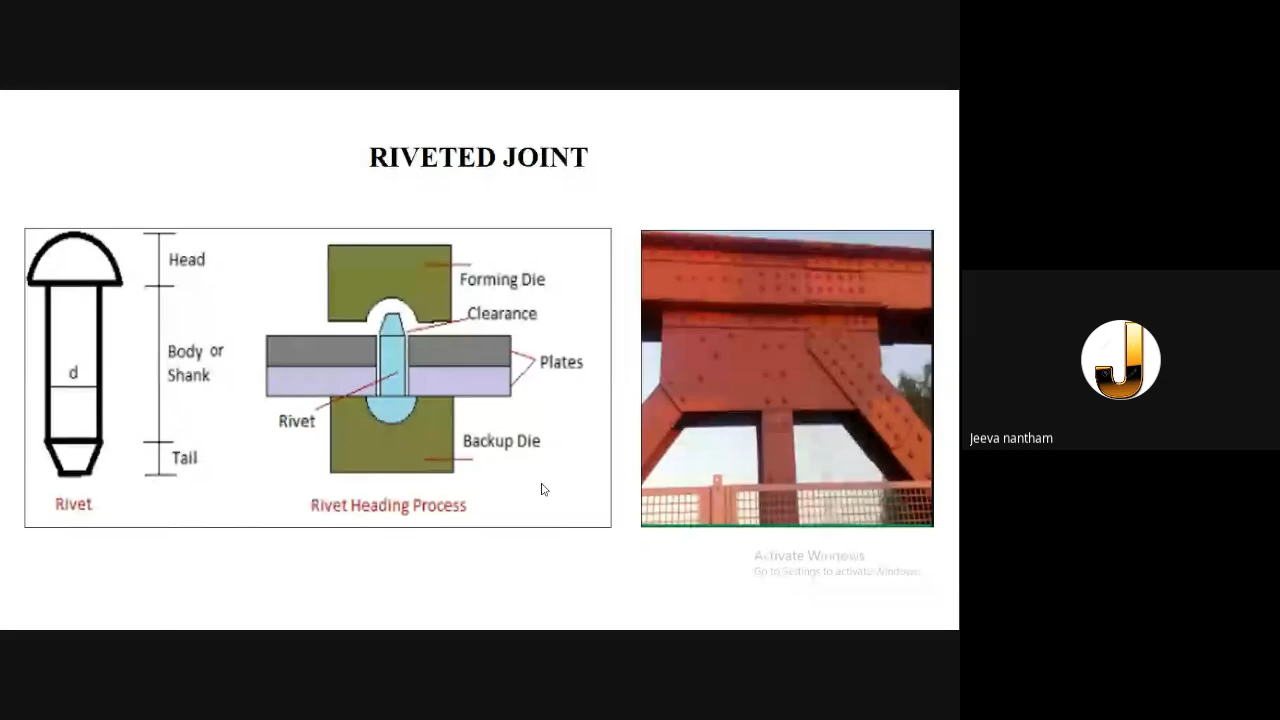 RIVETED JOINT
Head
Body or
Shank
d
Tail
Rivet
Forming Die
Clearance
Plates
Rivet
Backup Die
Rivet Heading Process
Activate Windows
Go to Settings to activate Windows.
Jeeva nantham
J